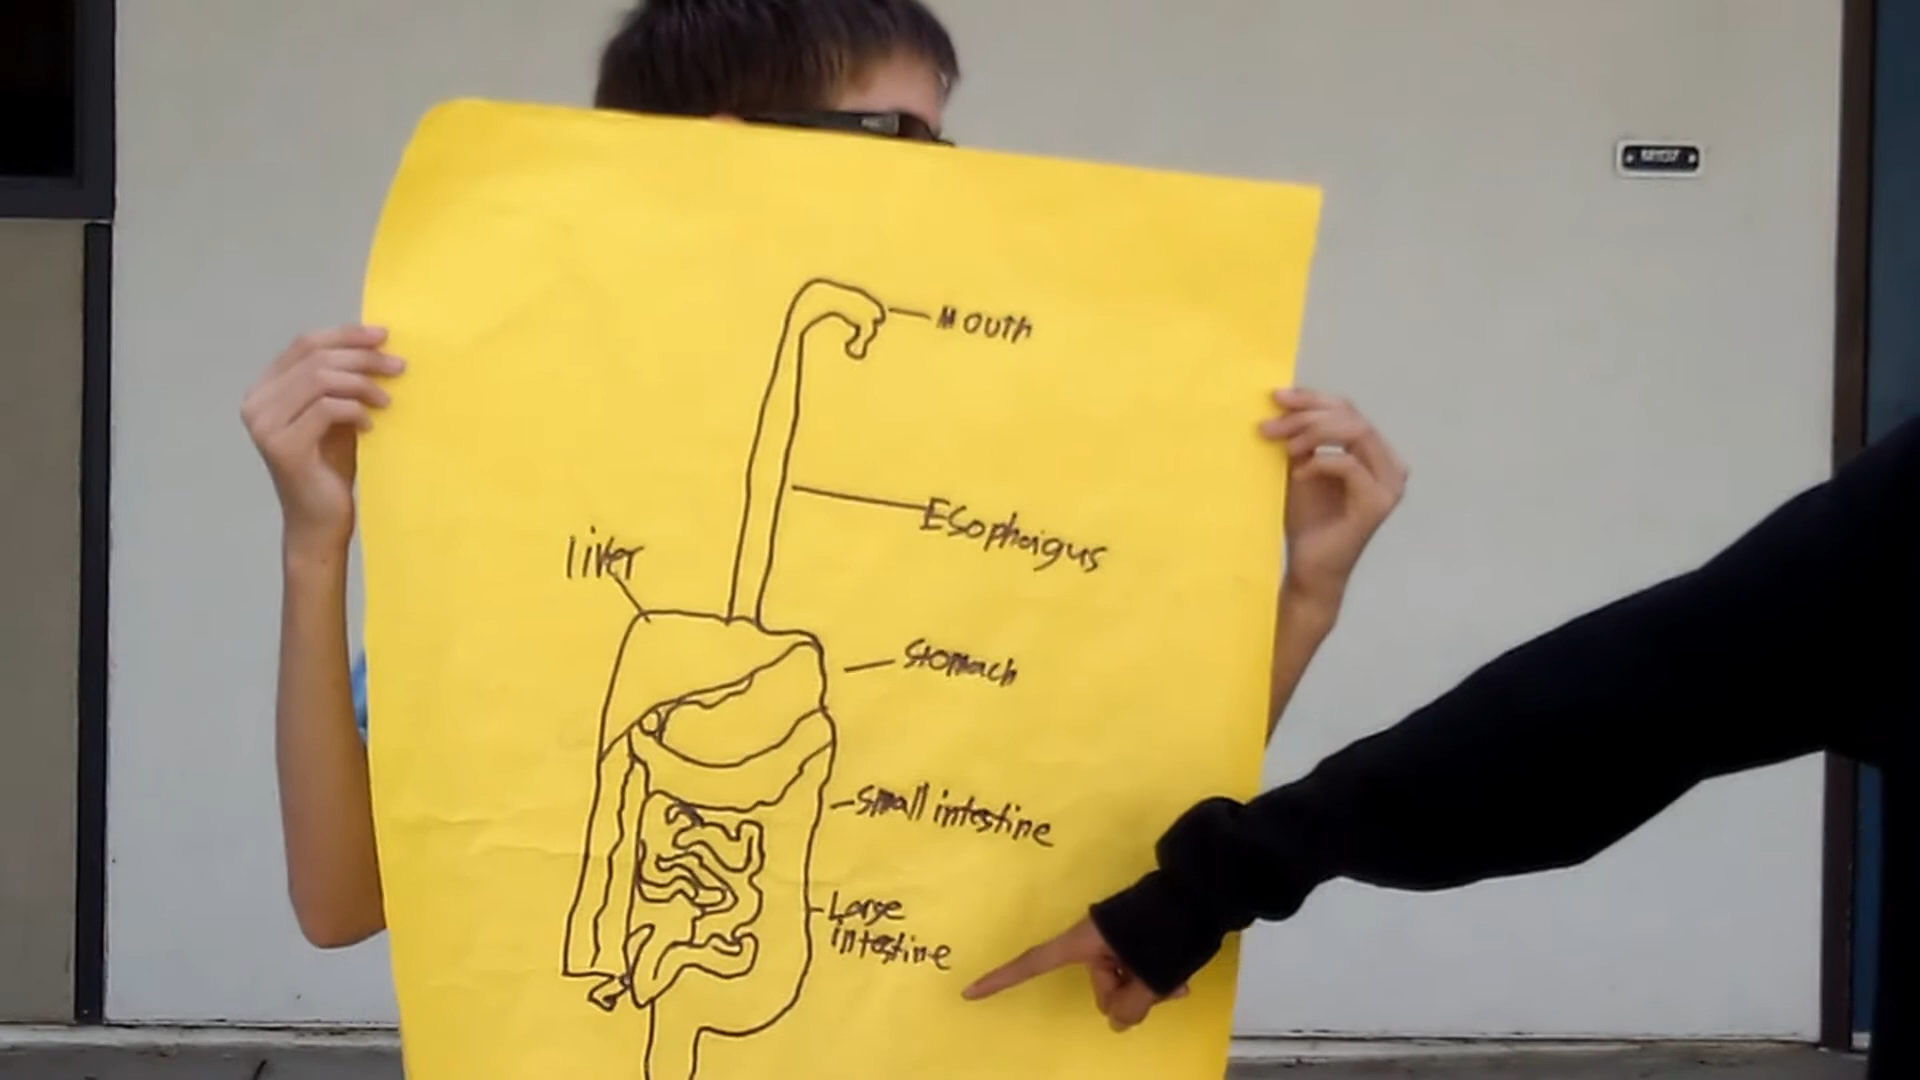 Mouth
Esophaigus
liver
Stomach
small intestine
Large
intestine